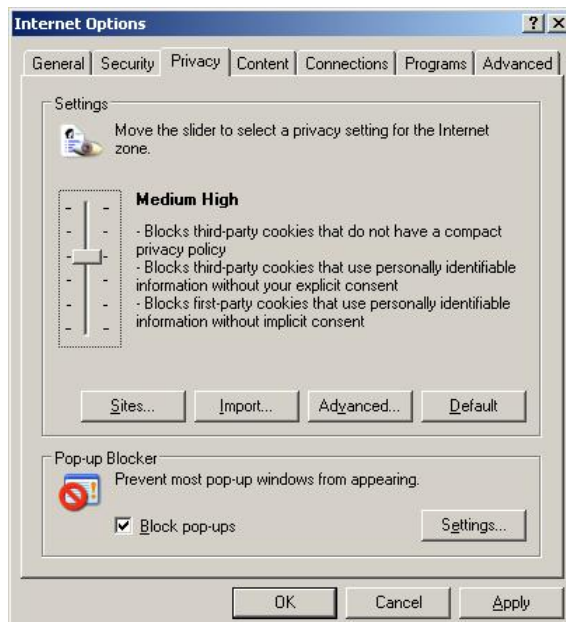 Internet Options
General Security Privacy Content Connections Programs Advanced
Settings
Move the slider to select a privacy setting for the Internet
zone.
Medium High
- Blocks third-party cookies that do not have a compact
privacy policy
- Blocks third-party cookies that use personally identifiable
information without your explicit consent
- Blocks first-party cookies that use personally identifiable
information without implicit consent
Sites... Import... Advanced... Default
Pop-up Blocker
Prevent most pop-up windows from appearing.
Block pop-ups Settings...
OK Cancel Apply